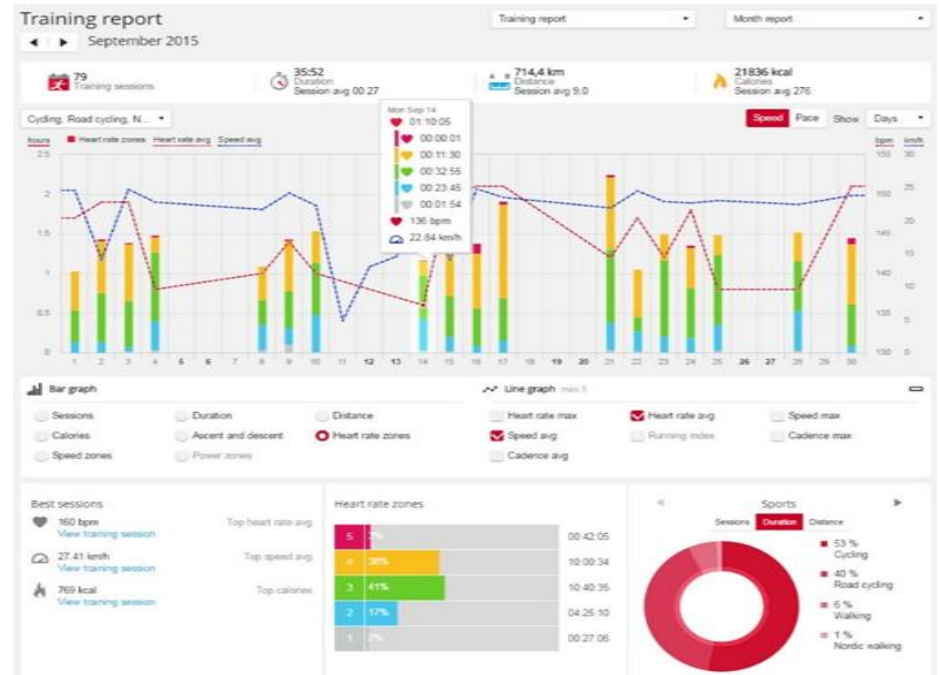 Training report
Training report
Month report
September 2015
79
Training sessions
35:52
Duration
Session avg 00:27
A B
714,4 km
Distance
Session avg 9,0
21836 kcal
Calories
Session avg 276
Cycling, Road cycling, N...
Speed Pace Show Days
hours Heart rate zones Heart rate avg Speed avg bpm km/h
Mon Sep 14
01:10:05
00:00:01
00:11:30
00:32:55
00:23:45
00:01:54
136 bpm
22.84 km/h
2.5 155 30
2 150 25
20
1.5 145
15
1 140
10
0.5 135
5
0 130 0
1 2 3 4 5 6 7 8 9 10 11 12 13 14 15 16 17 18 19 20 21 22 23 24 25 26 27 28 29 30
Bar graph
Sessions Duration Distance
Calories Ascent and descent Heart rate zones
Speed zones Power zones
Line graph max 3
Heart rate max Heart rate avg Speed max
Speed avg Running index Cadence max
Cadence avg
Best sessions
160 bpm Top heart rate avg
View training session
27.41 km/h Top speed avg
View training session
769 kcal Top calories
View training session
Heart rate zones
5 2% 00:42:05
4 38% 10:00:34
3 41% 10:40:35
2 17% 04:25:10
1 2% 00:27:06
Sports
Sessions Duration Distance
53 %
Cycling
40 %
Road cycling
6 %
Walking
1 %
Nordic walking